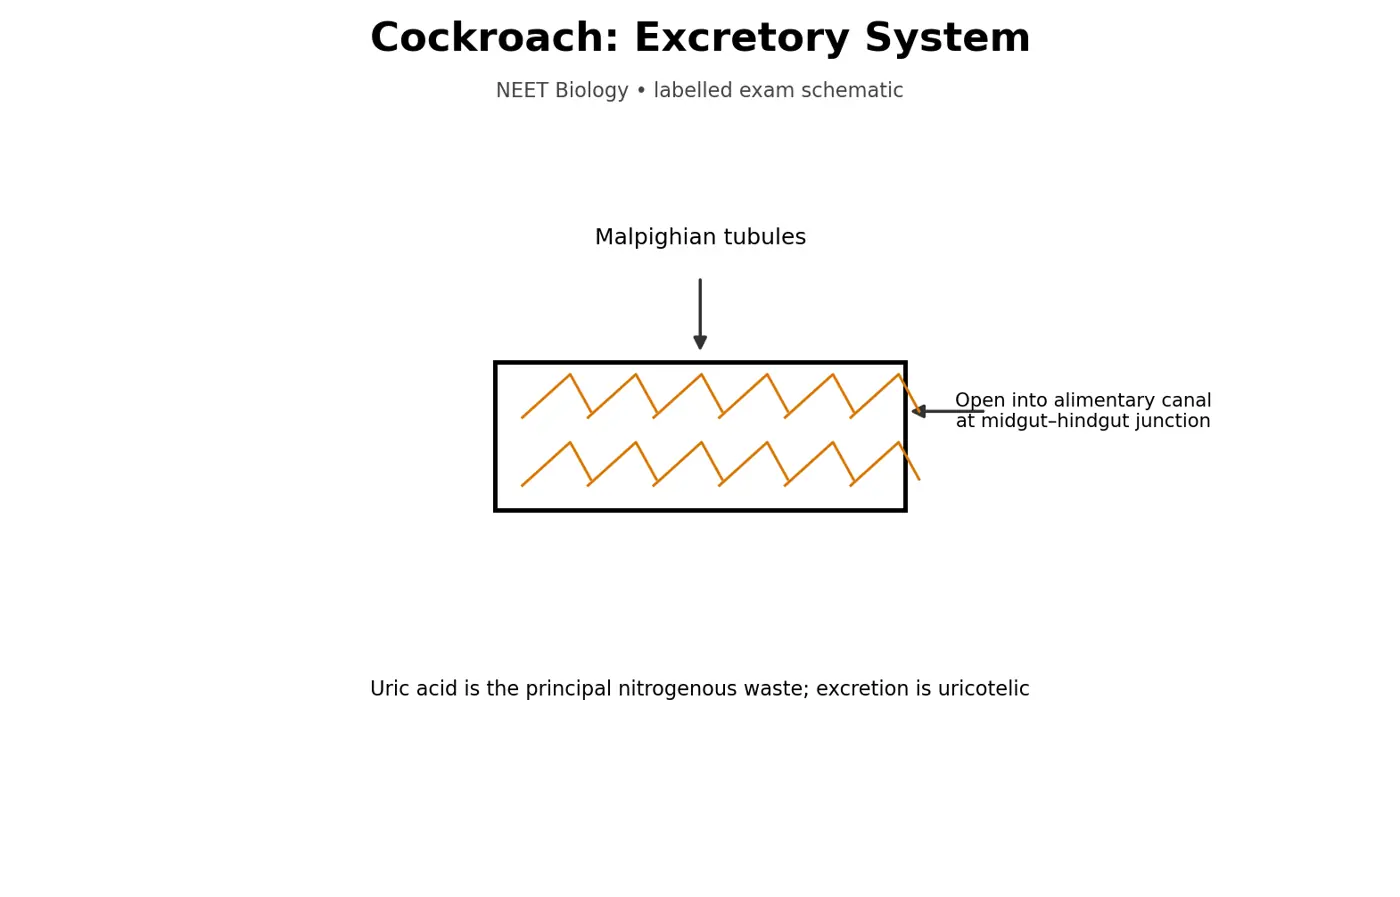 Cockroach: Excretory System
NEET Biology • labelled exam schematic
Malpighian tubules
Open into alimentary canal
at midgut–hindgut junction
Uric acid is the principal nitrogenous waste; excretion is uricotelic